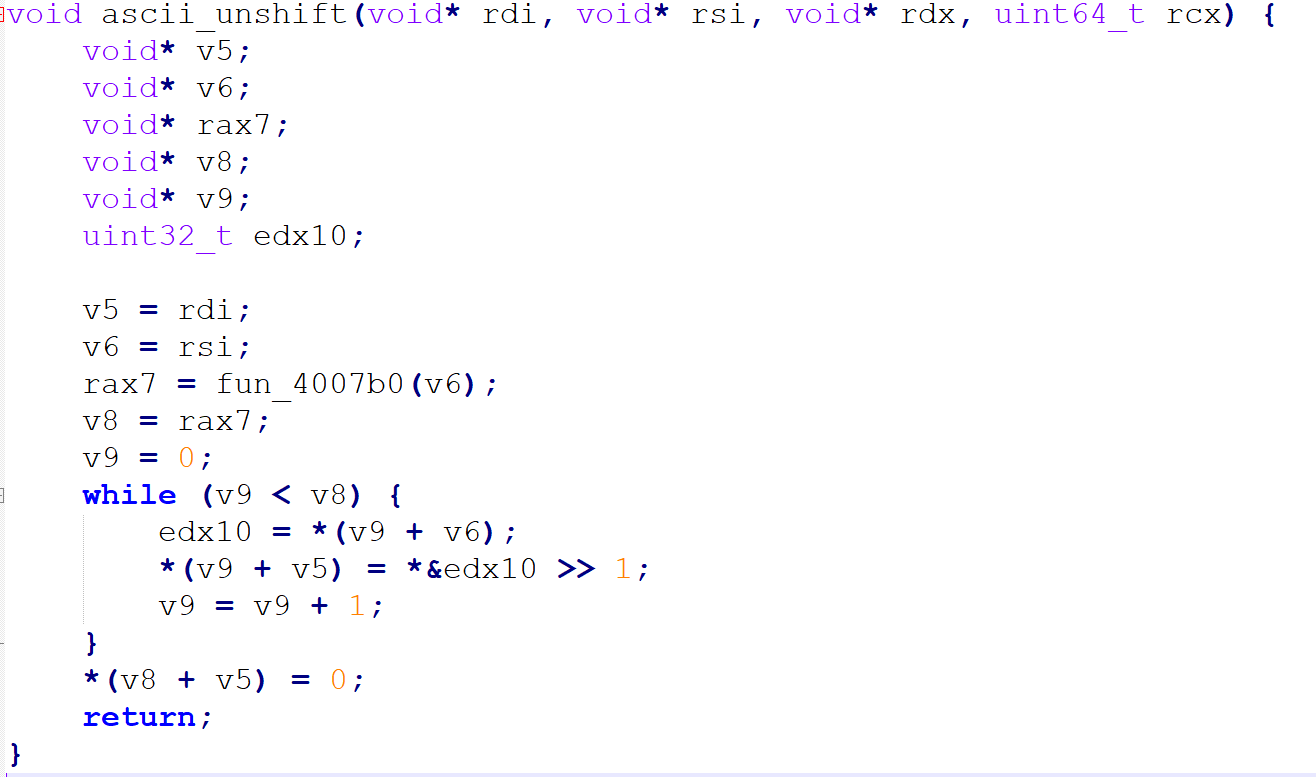 void ascii_unshift(void* rdi, void* rsi, void* rdx, uint64_t rcx) {
    void* v5;
    void* v6;
    void* rax7;
    void* v8;
    void* v9;
    uint32_t edx10;

    v5 = rdi;
    v6 = rsi;
    rax7 = fun_4007b0(v6);
    v8 = rax7;
    v9 = 0;
    while (v9 < v8) {
        edx10 = *(v9 + v6);
        *(v9 + v5) = *&edx10 >> 1;
        v9 = v9 + 1;
    }
    *(v8 + v5) = 0;
    return;
}